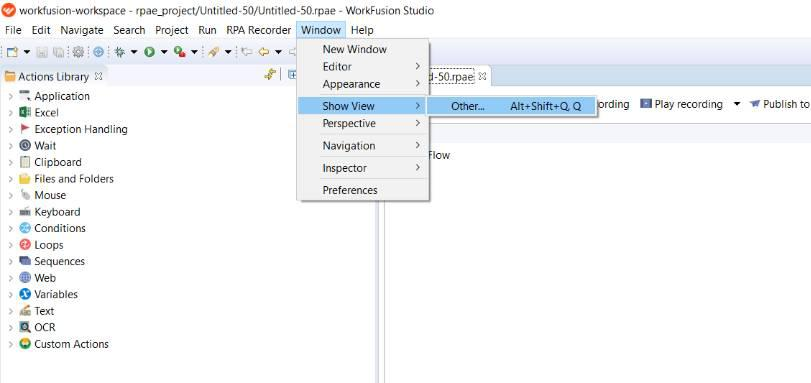 workfusion-workspace - rpae_project/Untitled-50/Untitled-50.rpae - WorkFusion Studio
File Edit Navigate Search Project Run RPA Recorder Window Help
New Window
Editor
Appearance
Show View
Other... Alt+Shift+Q, Q
Perspective
Navigation
Inspector
Preferences
Actions Library
d-50.rpae
ording Play recording Publish to
Flow
Application
Excel
Exception Handling
Wait
Clipboard
Files and Folders
Mouse
Keyboard
Conditions
Loops
Sequences
Web
Variables
Text
OCR
Custom Actions